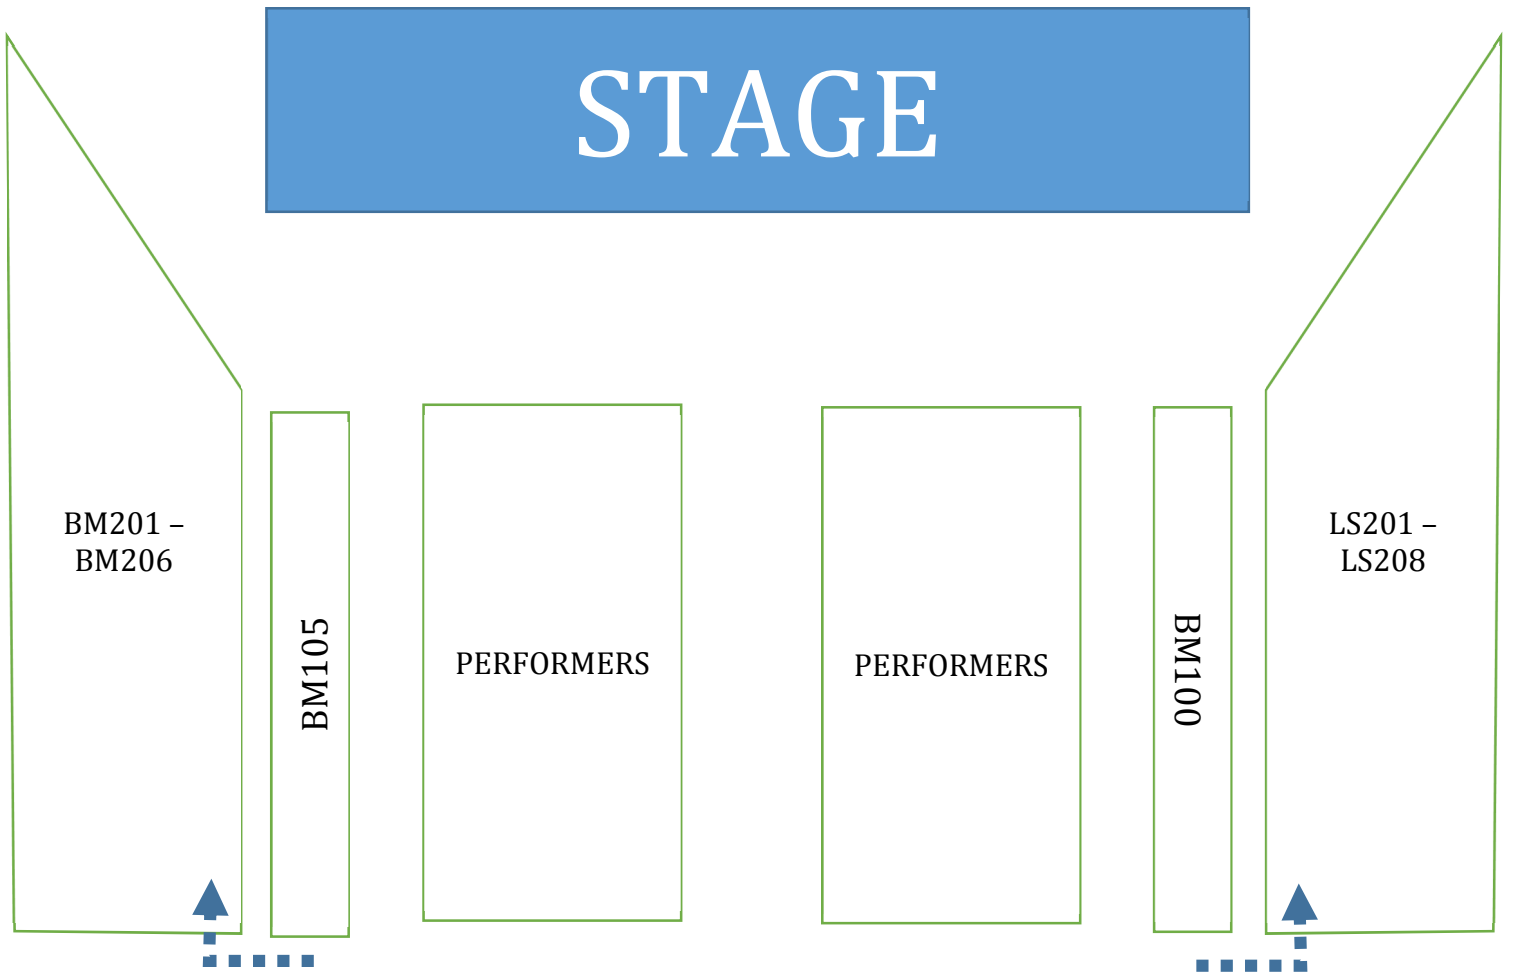 STAGE
BM201 –
BM206
BM105
PERFORMERS
PERFORMERS
BM100
LS201 –
LS208